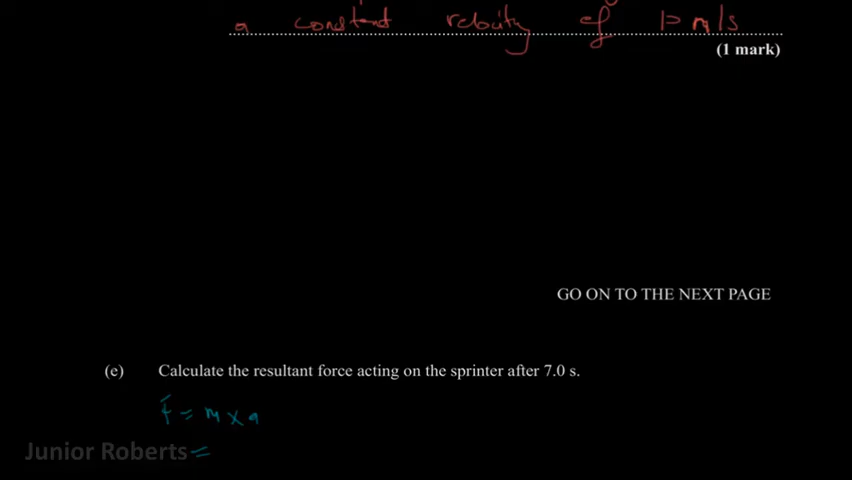 a constant velocity of 10 m/s
(1 mark)
GO ON TO THE NEXT PAGE
(e) Calculate the resultant force acting on the sprinter after 7.0 s.
F = m x a
Junior Roberts =